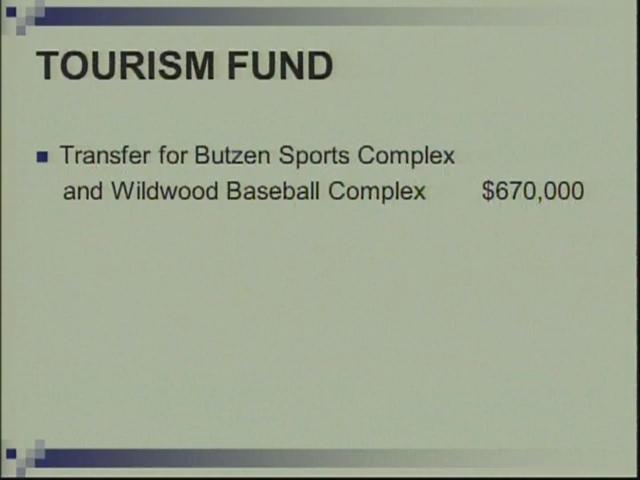 TOURISM FUND
Transfer for Butzen Sports Complex
and Wildwood Baseball Complex $670,000